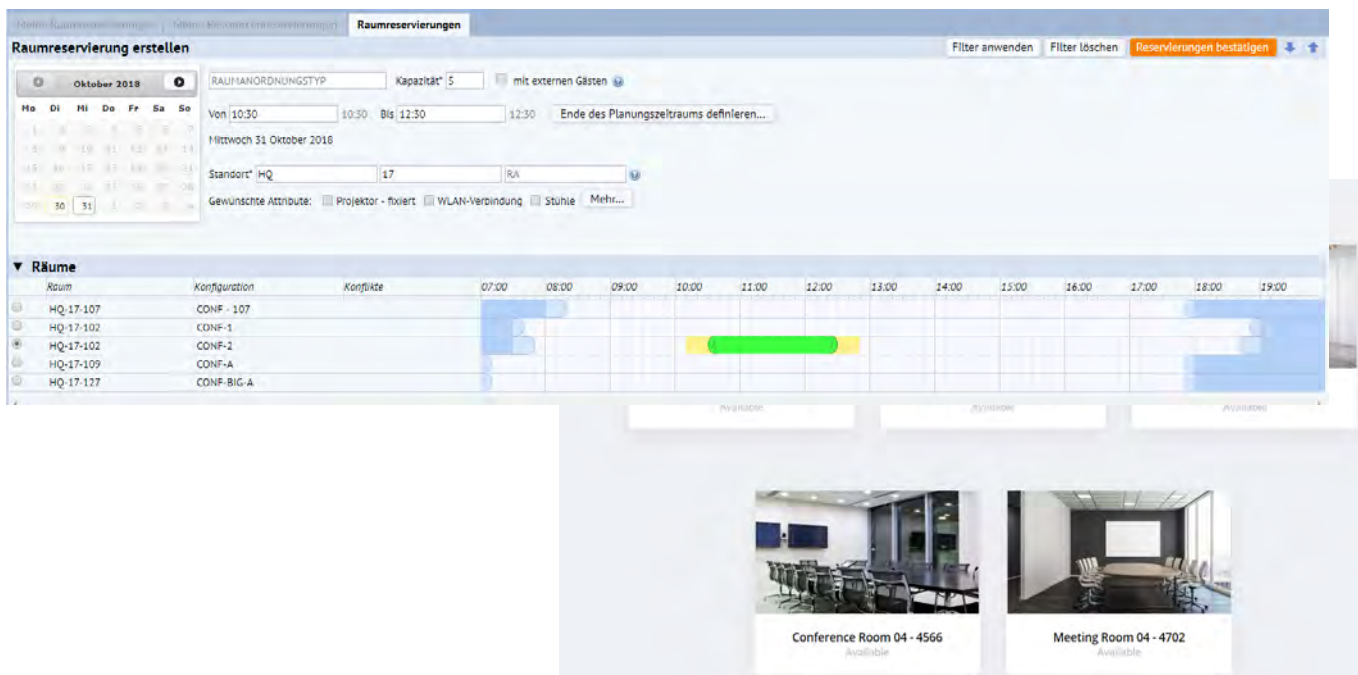 Raumreservierungen
Raumreservierung erstellen
Filter anwenden
Filter löschen
Reservierungen bestätigen
Oktober 2018
RAUMANORDNUNGSTYP
Kapazität* 5
mit externen Gästen
Mo Di Mi Do Fr Sa So
Von 10:30
10:30
Bis 12:30
12:30
Ende des Planungszeitraums definieren...
Mittwoch 31 Oktober 2018
Standort* HQ
17
RA
30 31
Gewünschte Attribute:
Projektor - fixiert
WLAN-Verbindung
Stühle
Mehr...
Räume
Raum Konfiguration Konflikte 07:00 08:00 09:00 10:00 11:00 12:00 13:00 14:00 15:00 16:00 17:00 18:00 19:00
HQ-17-107 CONF - 107
HQ-17-102 CONF-1
HQ-17-102 CONF-2
HQ-17-109 CONF-A
HQ-17-127 CONF-BIG-A
Available Available Available
Conference Room 04 - 4566
Available
Meeting Room 04 - 4702
Available